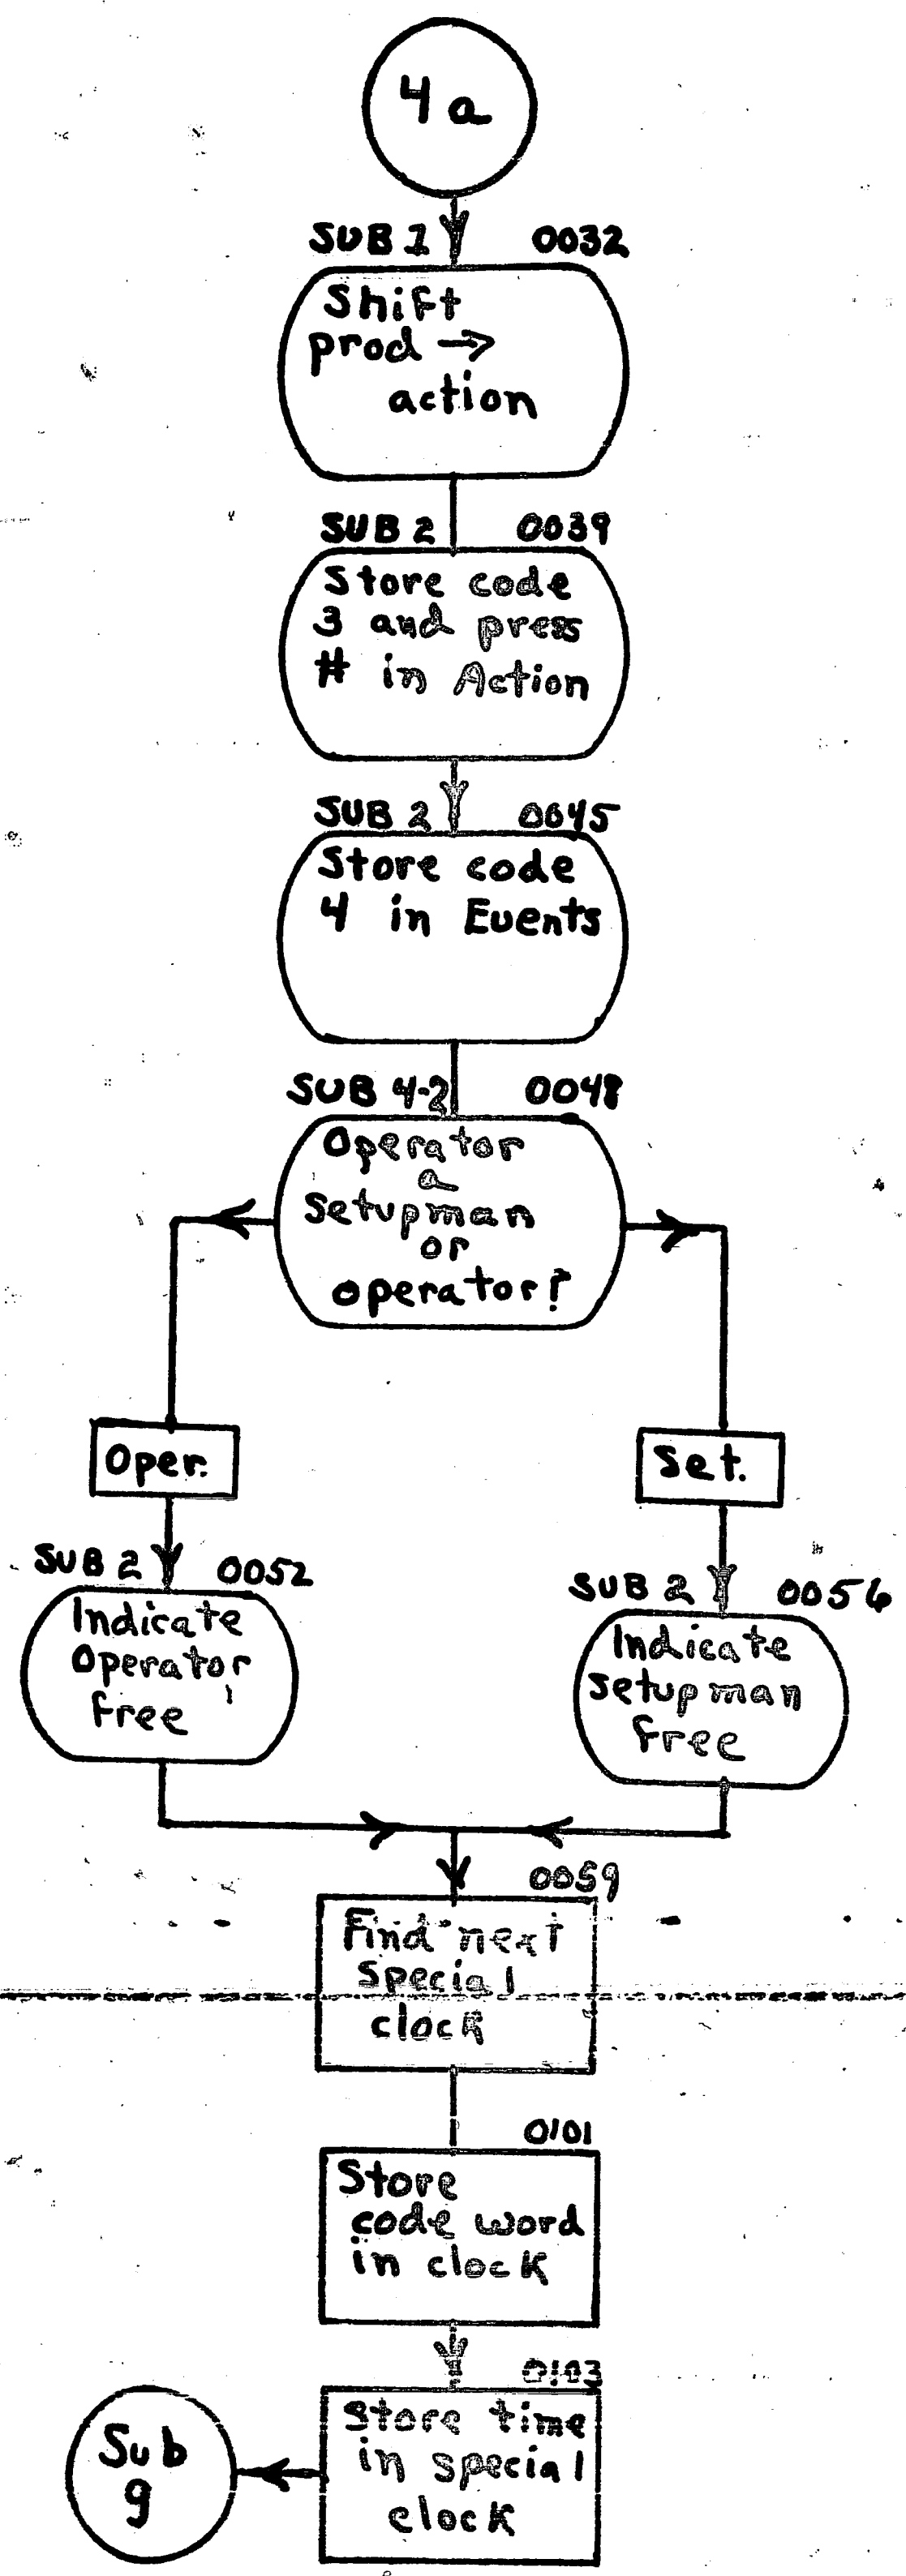 4a
SUB 1 0032
Shift
prod →
action
SUB 2 0039
Store code
3 and press
# in Action
SUB 2 0045
Store code
4 in Events
SUB 4-2 0048
Operator
a
setupman
or
operator?
Oper.
Set.
SUB 2 0052
Indicate
Operator
free
SUB 2 0056
Indicate
setupman
free
0059
Find next
special
clock
0101
Store
code word
in clock
0103
Store time
in special
clock
Sub
9